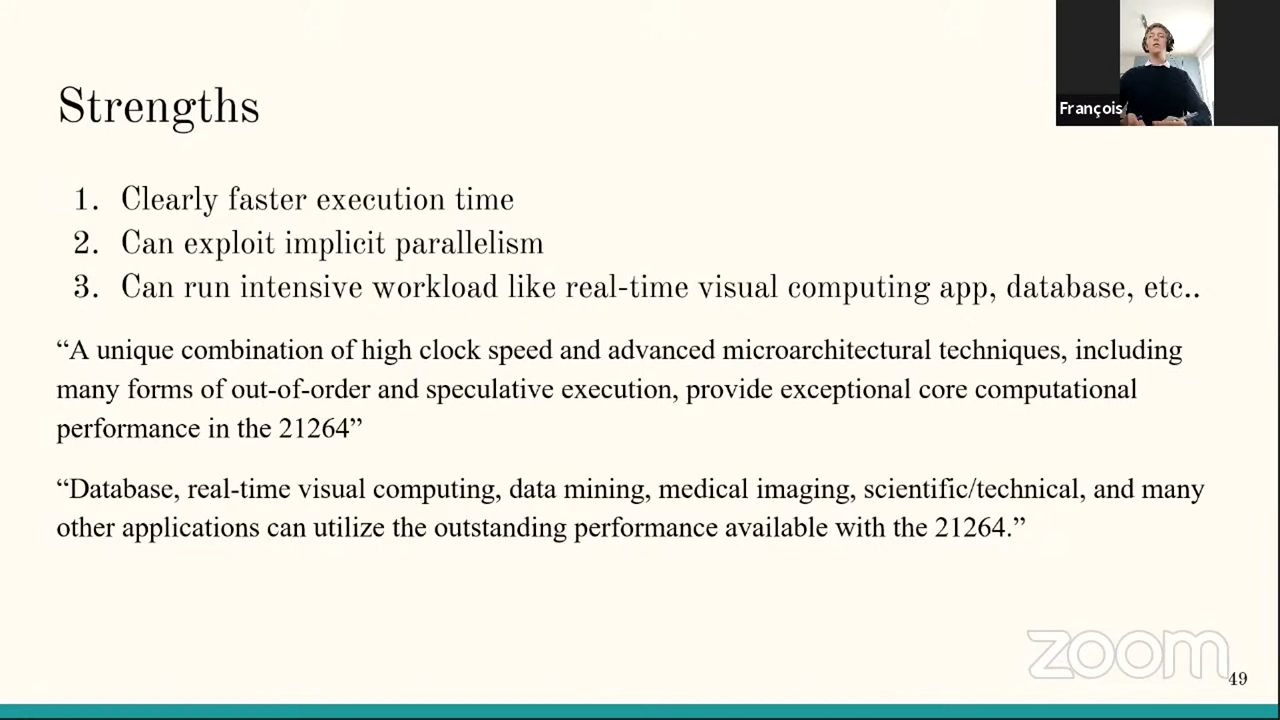 Strengths
François
1. Clearly faster execution time
2. Can exploit implicit parallelism
3. Can run intensive workload like real-time visual computing app, database, etc..
“A unique combination of high clock speed and advanced microarchitectural techniques, including
many forms of out-of-order and speculative execution, provide exceptional core computational
performance in the 21264”
“Database, real-time visual computing, data mining, medical imaging, scientific/technical, and many
other applications can utilize the outstanding performance available with the 21264.”
zoom
49